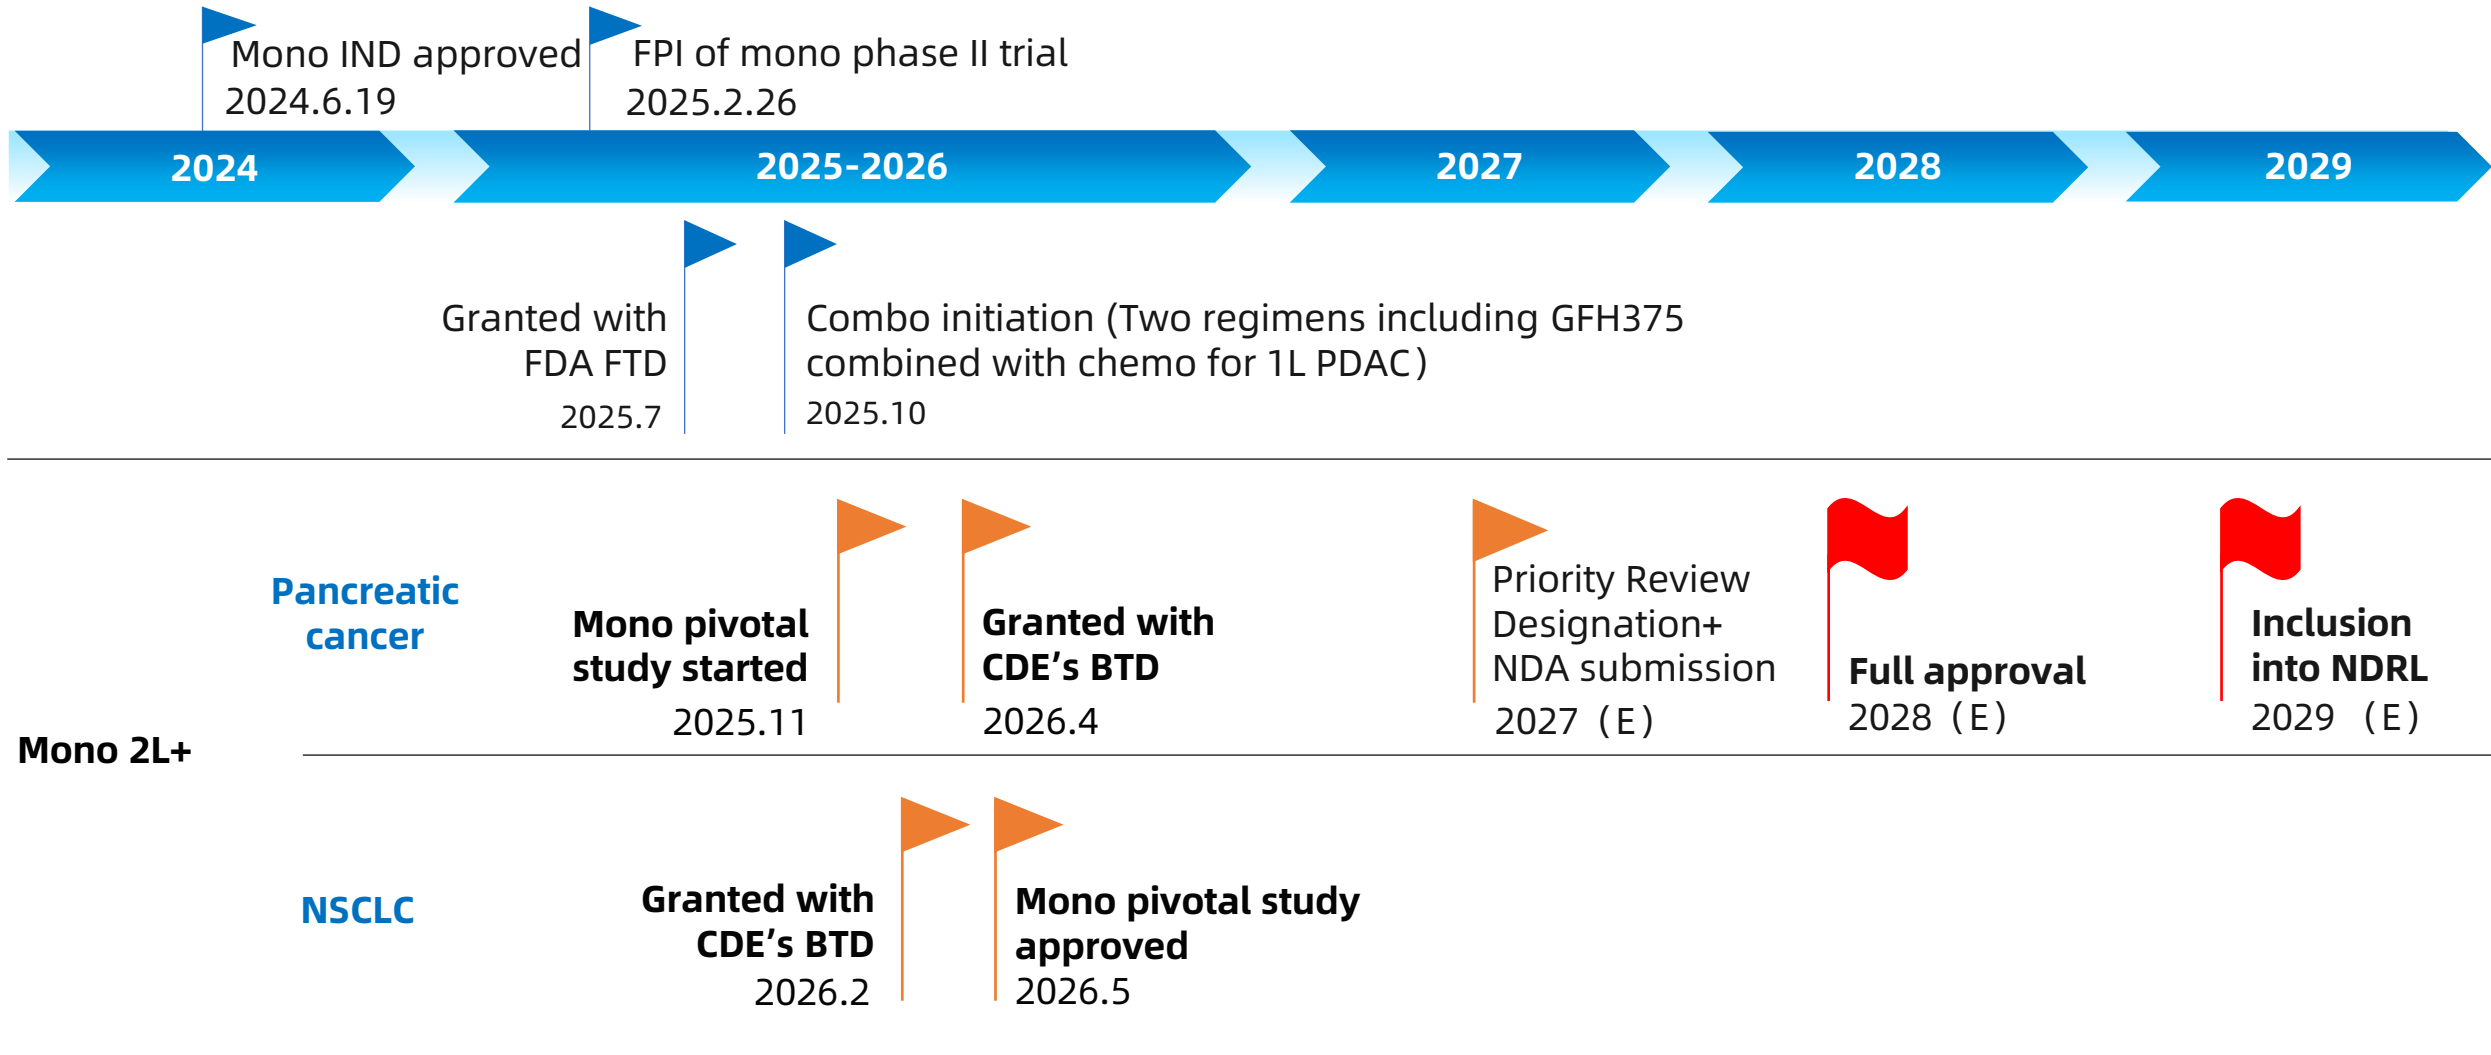 Mono IND approved
2024.6.19
FPI of mono phase II trial
2025.2.26
2024
2025-2026
2027
2028
2029
Granted with
FDA FTD
2025.7
Combo initiation (Two regimens including GFH375
combined with chemo for 1L PDAC)
2025.10
Mono 2L+
Pancreatic
cancer
Mono pivotal
study started
2025.11
Granted with
CDE’s BTD
2026.4
Priority Review
Designation+
NDA submission
2027（E）
Full approval
2028（E）
Inclusion
into NDRL
2029 （E）
NSCLC
Granted with
CDE’s BTD
2026.2
Mono pivotal study
approved
2026.5